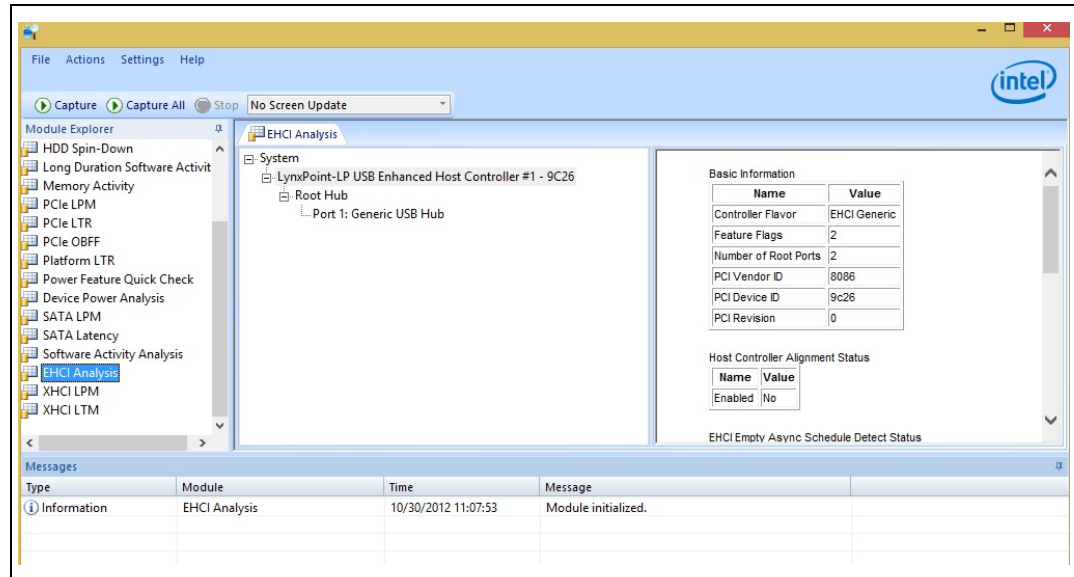 File Actions Settings Help
intel
Capture Capture All Stop No Screen Update
Module Explorer
HDD Spin-Down
Long Duration Software Activit
Memory Activity
PCIe LPM
PCIe LTR
PCIe OBFF
Platform LTR
Power Feature Quick Check
Device Power Analysis
SATA LPM
SATA Latency
Software Activity Analysis
EHCI Analysis
XHCI LPM
XHCI LTM
EHCI Analysis
System
LynxPoint-LP USB Enhanced Host Controller #1 - 9C26
Root Hub
Port 1: Generic USB Hub
Basic Information
Name Value
Controller Flavor EHCI Generic
Feature Flags 2
Number of Root Ports 2
PCI Vendor ID 8086
PCI Device ID 9c26
PCI Revision 0
Host Controller Alignment Status
Name Value
Enabled No
EHCI Empty Async Schedule Detect Status
Messages
Type Module Time Message
Information EHCI Analysis 10/30/2012 11:07:53 Module initialized.